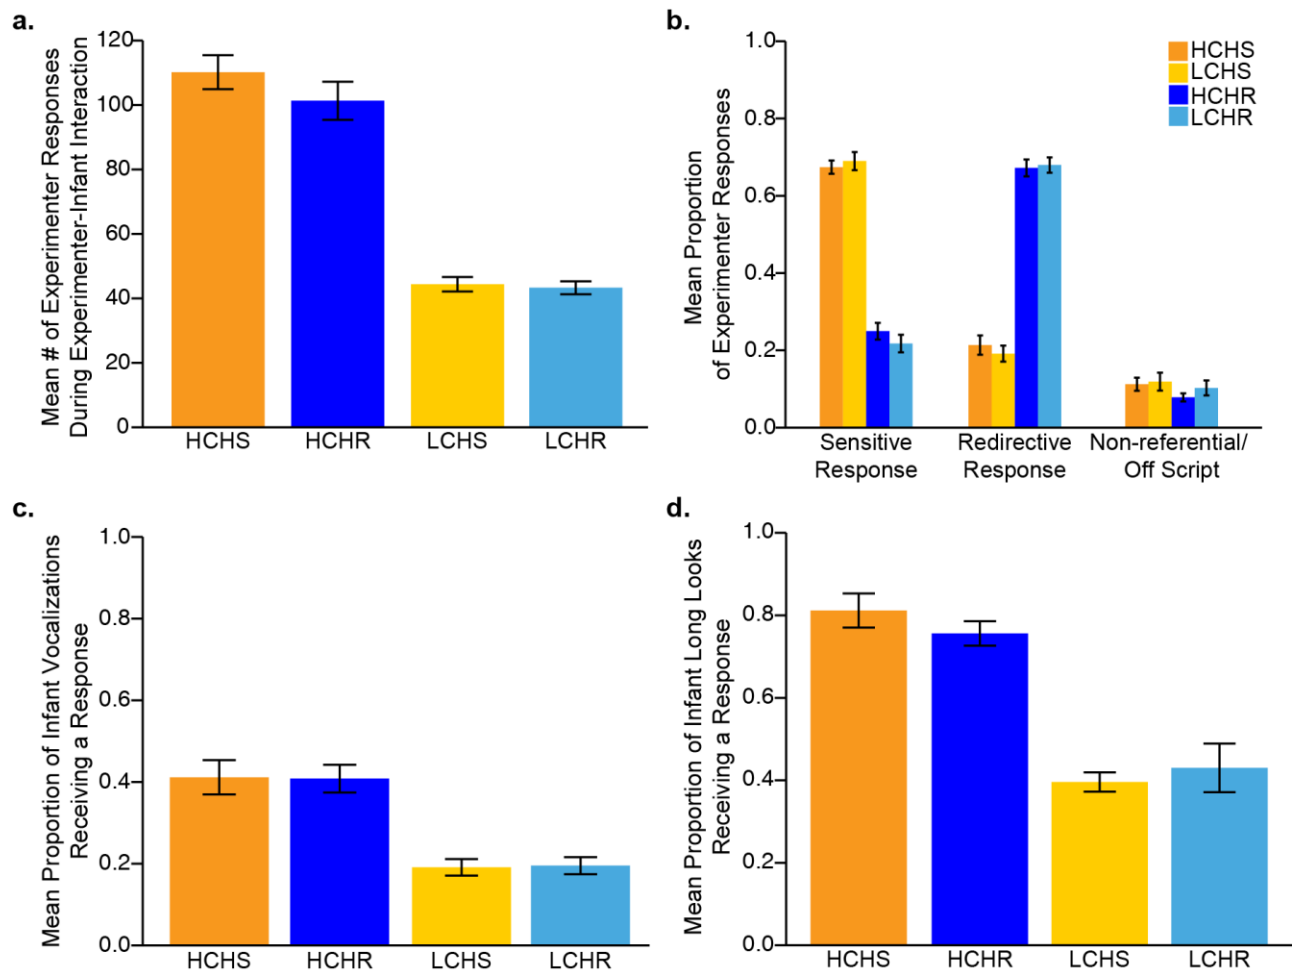 a.
Mean # of Experimenter Responses
During Experimenter-Infant Interaction
120
100
80
60
40
20
0
HCHS HCHR LCHS LCHR
b.
Mean Proportion
of Experimenter Responses
1.0
0.8
0.6
0.4
0.2
0.0
HCHS
LCHS
HCHR
LCHR
Sensitive
Response
Redirective
Response
Non-referential/
Off Script
c.
Mean Proportion of Infant Vocalizations
Receiving a Response
1.0
0.8
0.6
0.4
0.2
0.0
HCHS HCHR LCHS LCHR
d.
Mean Proportion of Infant Long Looks
Receiving a Response
1.0
0.8
0.6
0.4
0.2
0.0
HCHS HCHR LCHS LCHR